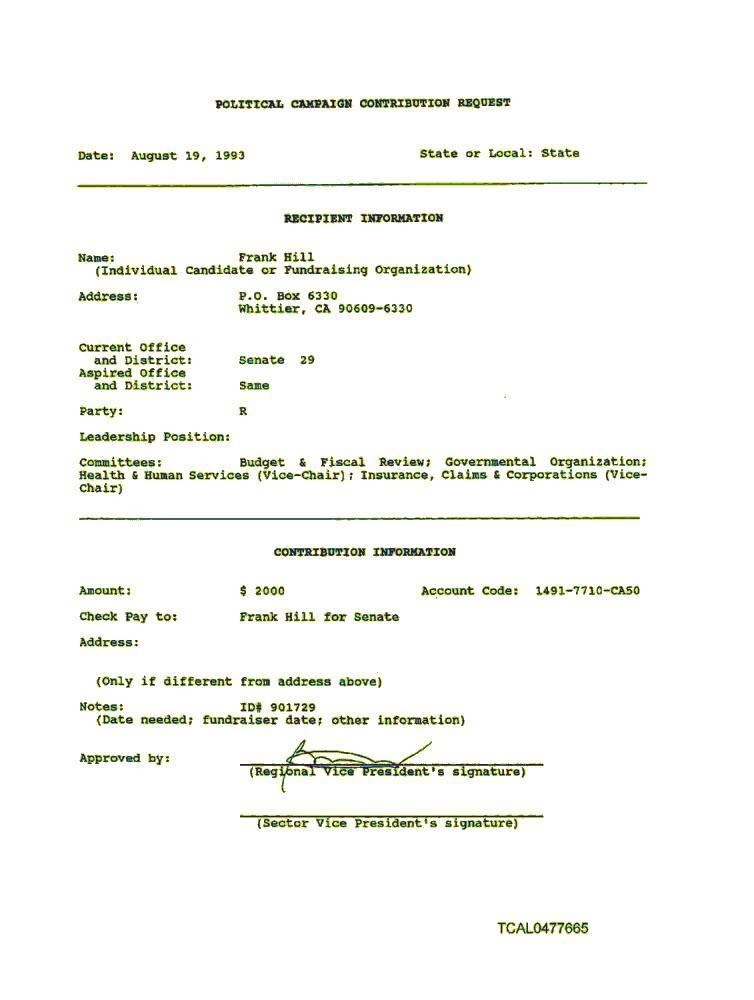 POLITICAL CAMPAIGN CONTRIBUTION REQUEST
Date: August 19, 1993 State or Local: State
RECIPIENT INFORMATION
Name: Frank Hill
(Individual Candidate or Fundraising Organization)
Address: P.O. Box 6330
Whittier, CA 90609-6330
Current Office
and District: Senate 29
Aspired Office
and District: Same
Party: R
Leadership Position:
Committees: Budget & Fiscal Review; Governmental Organization;
Health & Human Services (Vice-Chair); Insurance, Claims & Corporations (Vice-
Chair)
CONTRIBUTION INFORMATION
Amount: $ 2000 Account Code: 1491-7710-CA50
Check Pay to: Frank Hill for Senate
Address:
(Only if different from address above)
Notes: ID# 901729
(Date needed; fundraiser date; other information)
Approved by:
(Regional Vice President's signature)
(Sector Vice President's signature)
TCAL0477665